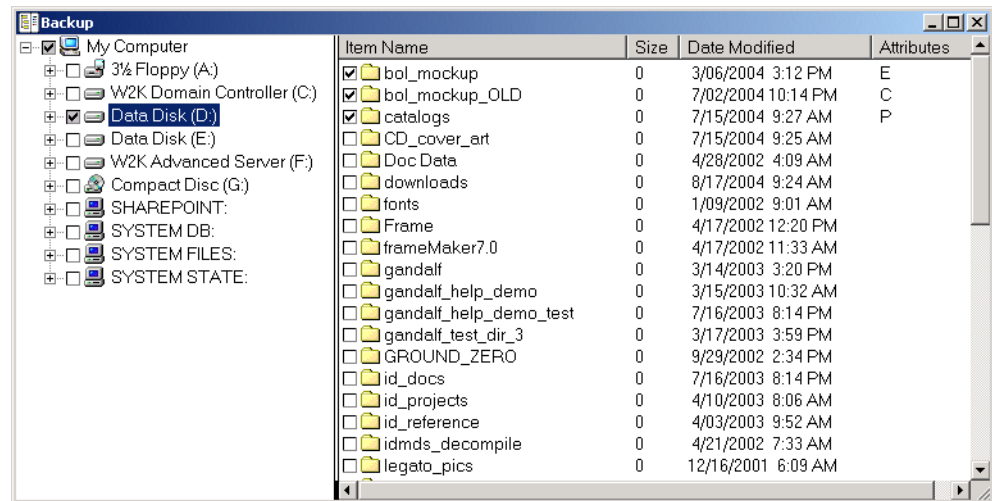 Backup
My Computer
3½ Floppy (A:)
W2K Domain Controller (C:)
Data Disk (D:)
Data Disk (E:)
W2K Advanced Server (F:)
Compact Disc (G:)
SHAREPOINT:
SYSTEM DB:
SYSTEM FILES:
SYSTEM STATE:
Item Name Size Date Modified Attributes
bol_mockup 0 3/06/2004 3:12 PM E
bol_mockup_OLD 0 7/02/2004 10:14 PM C
catalogs 0 7/15/2004 9:27 AM P
CD_cover_art 0 7/15/2004 9:25 AM
Doc Data 0 4/28/2002 4:09 AM
downloads 0 8/17/2004 9:24 AM
fonts 0 1/09/2002 9:01 AM
Frame 0 4/17/2002 12:20 PM
frameMaker7.0 0 4/17/2002 11:33 AM
gandalf 0 3/14/2003 3:20 PM
gandalf_help_demo 0 3/15/2003 10:32 AM
gandalf_help_demo_test 0 7/16/2003 8:14 PM
gandalf_test_dir_3 0 3/17/2003 3:59 PM
GROUND_ZERO 0 9/29/2002 2:34 PM
id_docs 0 7/16/2003 8:14 PM
id_projects 0 4/10/2003 8:06 AM
id_reference 0 4/03/2003 9:52 AM
idmds_decompile 0 4/21/2002 7:33 AM
legato_pics 0 12/16/2001 6:09 AM